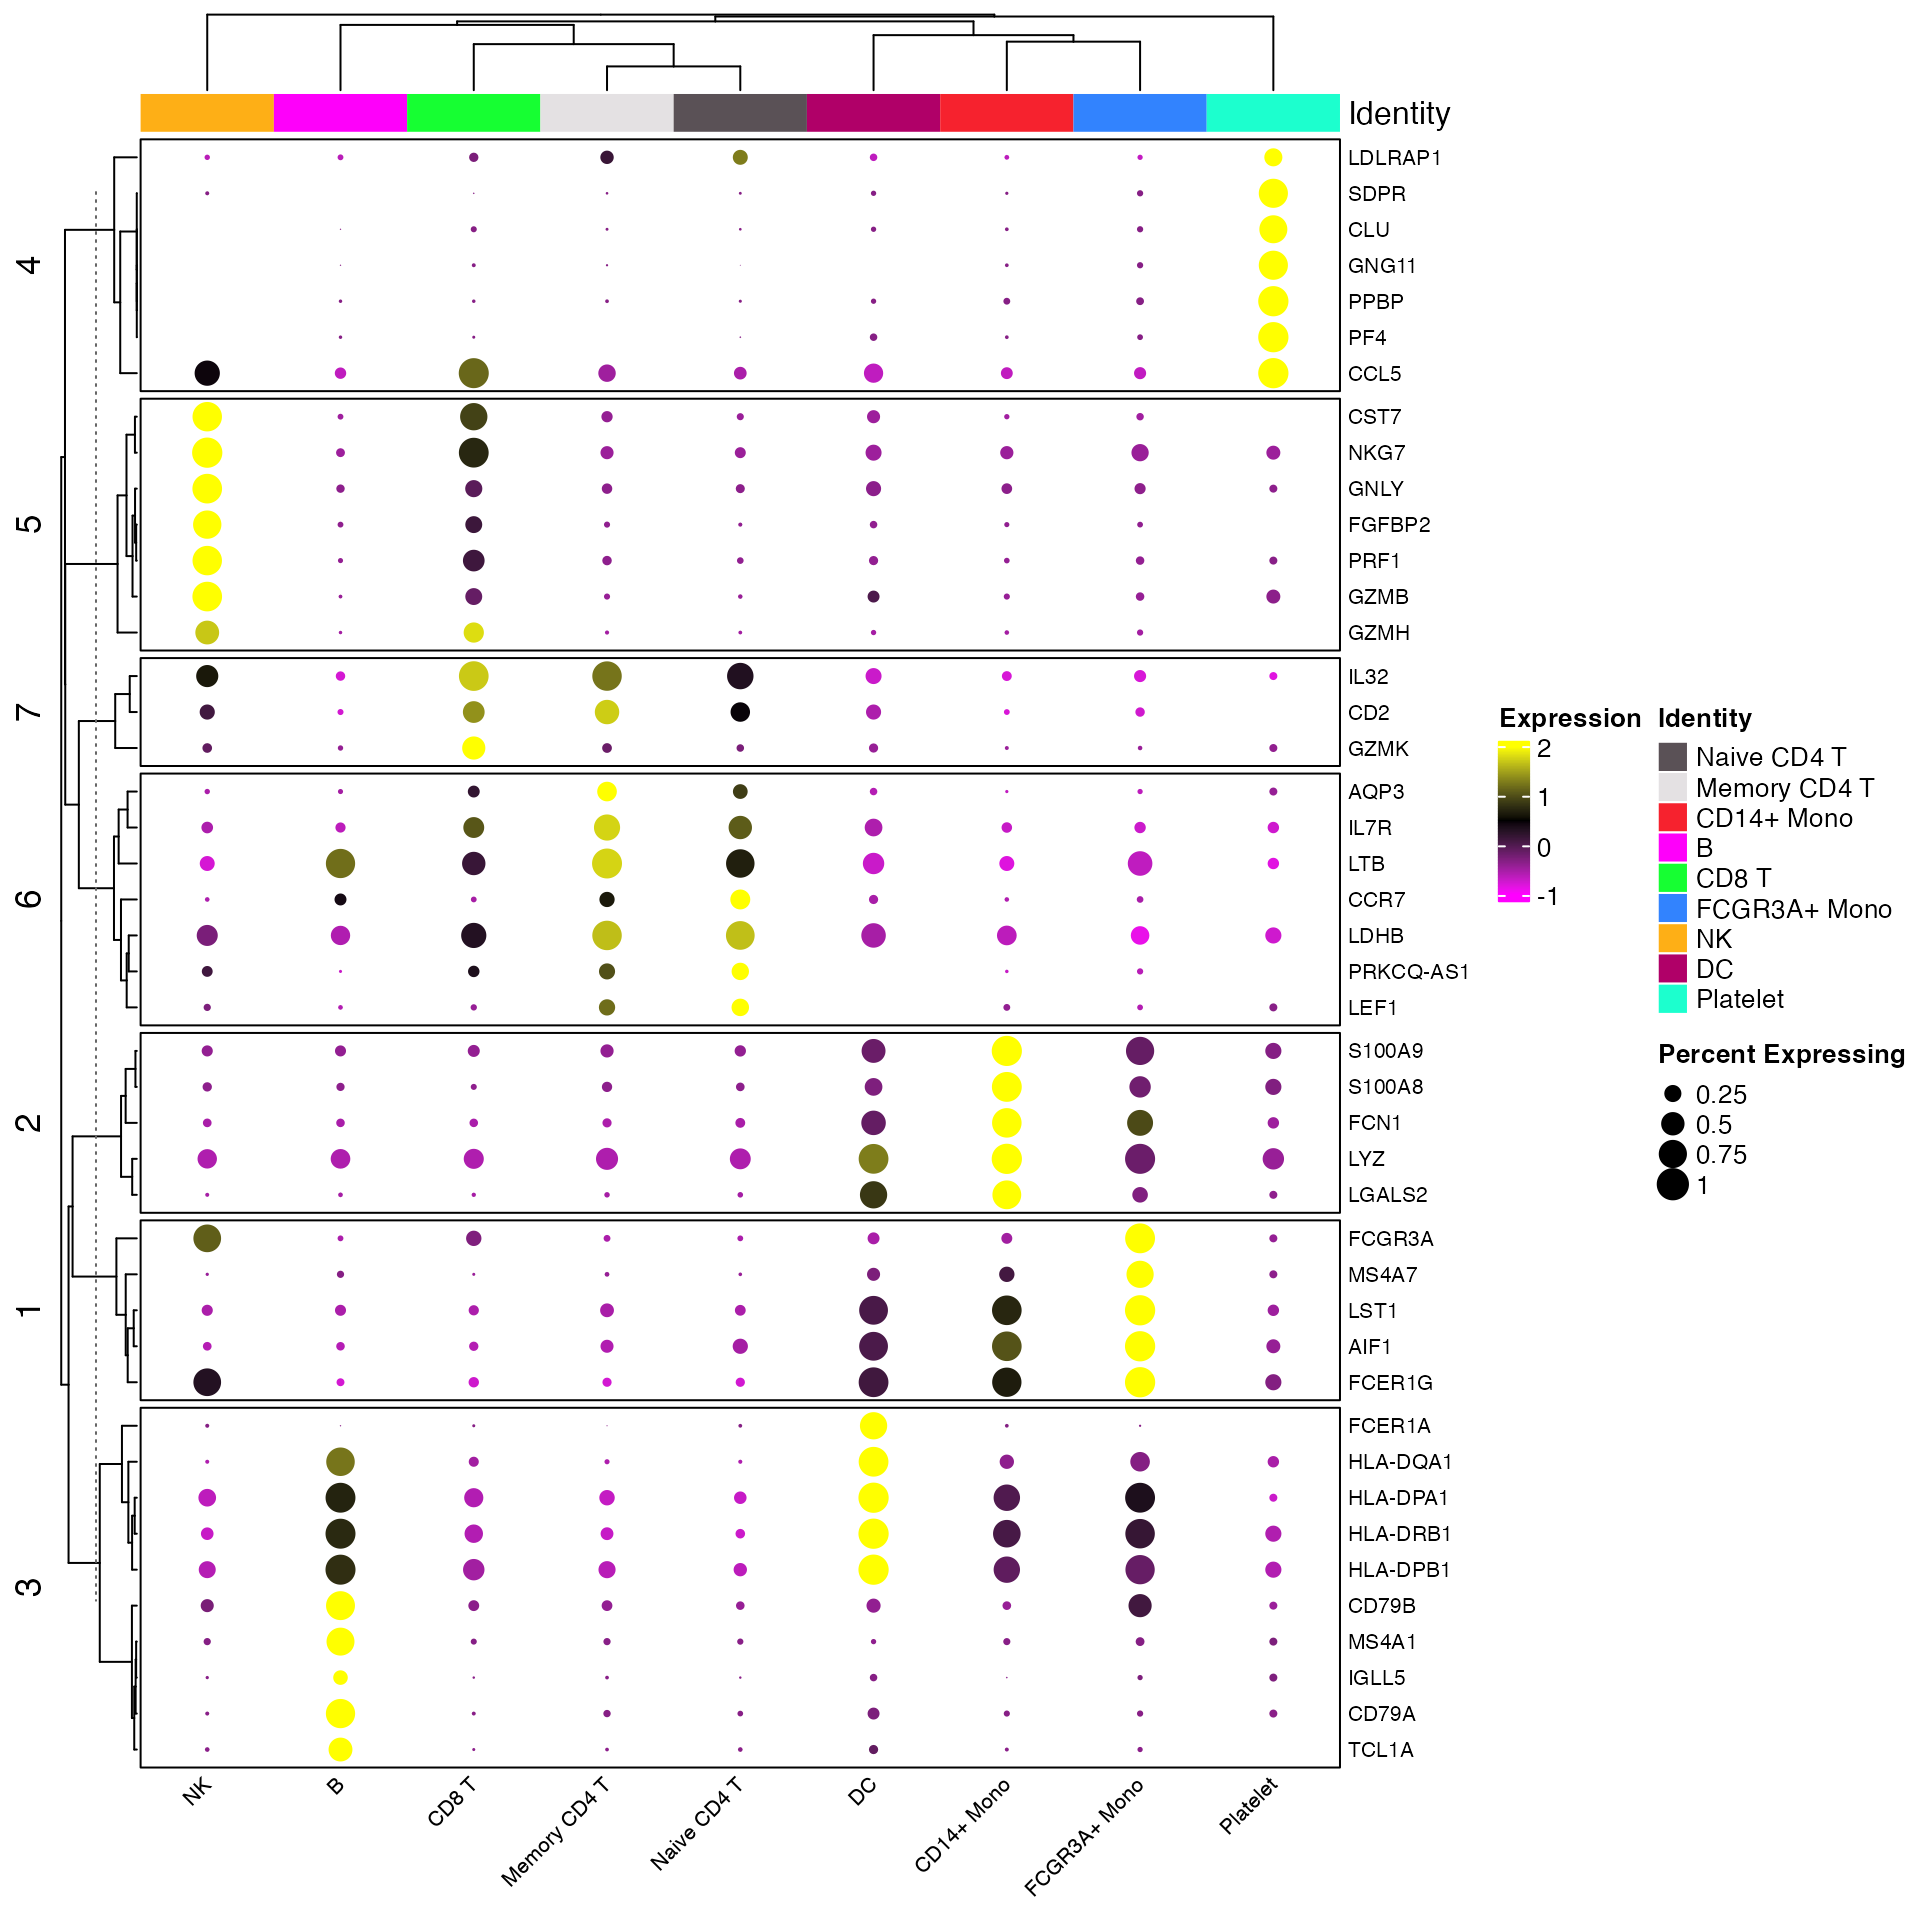 Identity
4
LDLRAP1
SDPR
CLU
GNG11
PPBP
PF4
CCL5
5
CST7
NKG7
GNLY
FGFBP2
PRF1
GZMB
GZMH
7
IL32
CD2
GZMK
6
AQP3
IL7R
LTB
CCR7
LDHB
PRKCQ-AS1
LEF1
2
S100A9
S100A8
FCN1
LYZ
LGALS2
1
FCGR3A
MS4A7
LST1
AIF1
FCER1G
3
FCER1A
HLA-DQA1
HLA-DPA1
HLA-DRB1
HLA-DPB1
CD79B
MS4A1
IGLL5
CD79A
TCL1A
NK
B
CD8 T
Memory CD4 T
Naive CD4 T
DC
CD14+ Mono
FCGR3A+ Mono
Platelet
Expression
2
1
0
-1
Identity
Naive CD4 T
Memory CD4 T
CD14+ Mono
B
CD8 T
FCGR3A+ Mono
NK
DC
Platelet
Percent Expressing
0.25
0.5
0.75
1